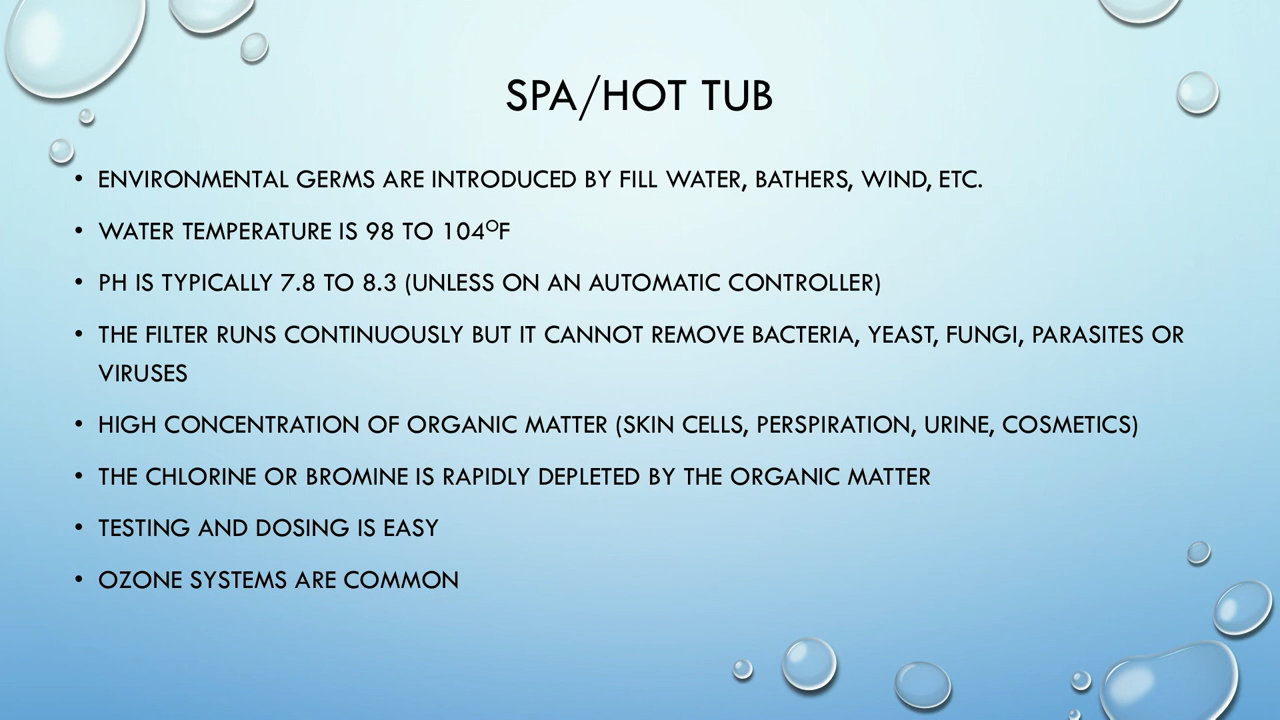 SPA/HOT TUB
• ENVIRONMENTAL GERMS ARE INTRODUCED BY FILL WATER, BATHERS, WIND, ETC.
• WATER TEMPERATURE IS 98 TO 104ᴼF
• PH IS TYPICALLY 7.8 TO 8.3 (UNLESS ON AN AUTOMATIC CONTROLLER)
• THE FILTER RUNS CONTINUOUSLY BUT IT CANNOT REMOVE BACTERIA, YEAST, FUNGI, PARASITES OR
VIRUSES
• HIGH CONCENTRATION OF ORGANIC MATTER (SKIN CELLS, PERSPIRATION, URINE, COSMETICS)
• THE CHLORINE OR BROMINE IS RAPIDLY DEPLETED BY THE ORGANIC MATTER
• TESTING AND DOSING IS EASY
• OZONE SYSTEMS ARE COMMON